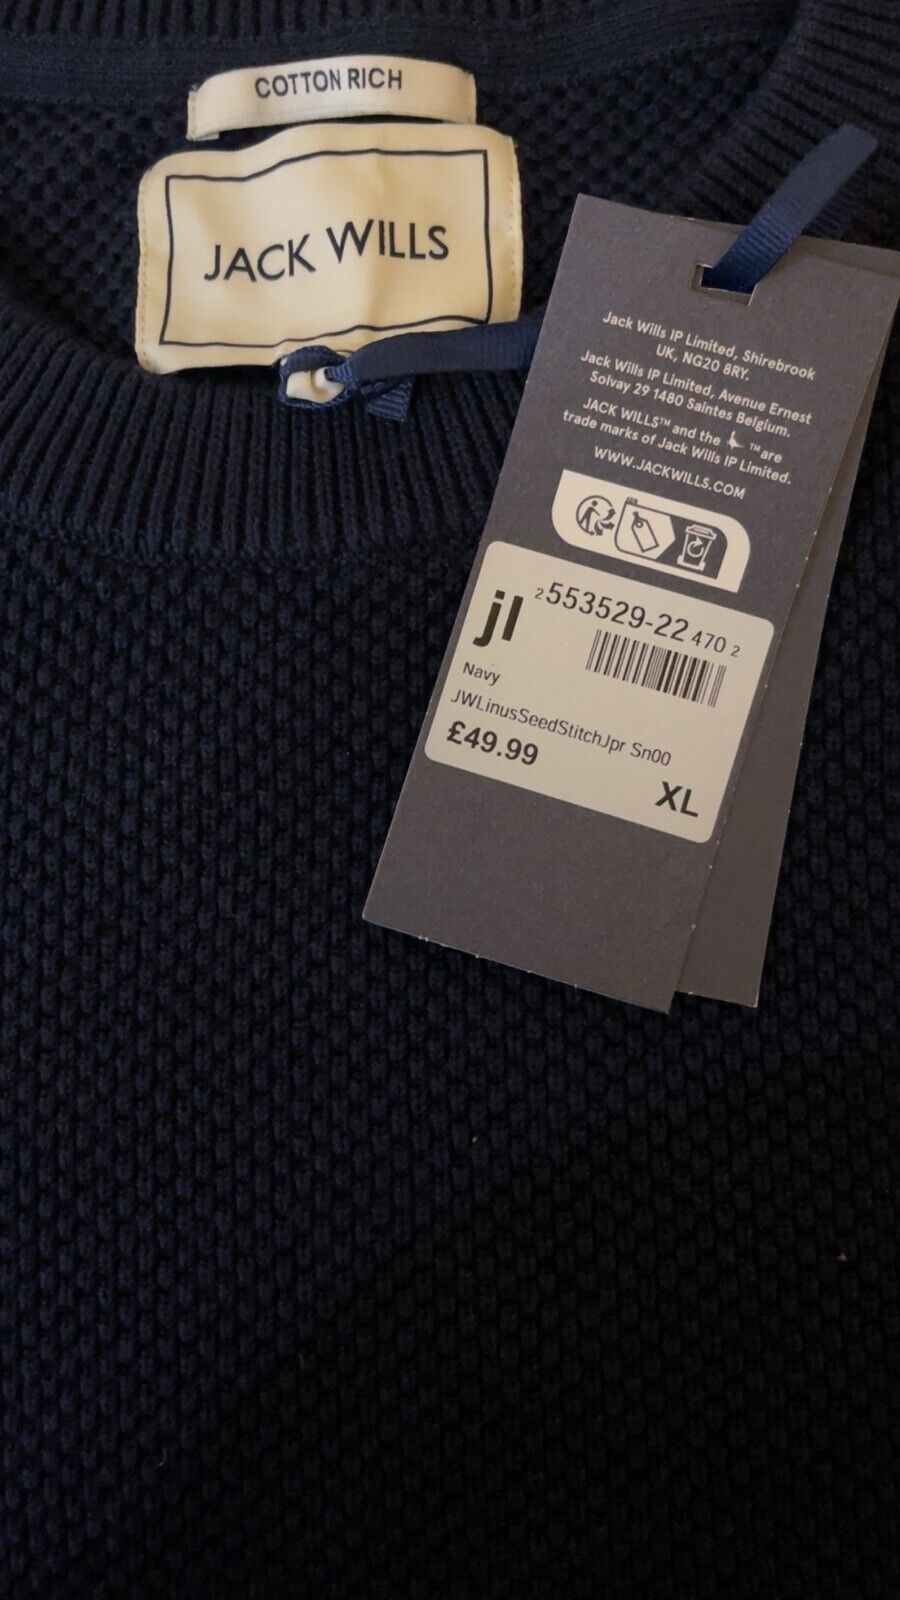 COTTON RICH
JACK WILLS
Jack Wills IP Limited, Shirebrook
UK, NG20 8RY.
Jack Wills IP Limited, Avenue Ernest
Solvay 29 1480 Saintes Belgium.
JACK WILLS™ and the ™ are
trade marks of Jack Wills IP Limited.
WWW.JACKWILLS.COM
jl
2 553529-22 470 2
Navy
JWLinusSeedStitchJpr Sn00
£49.99
XL